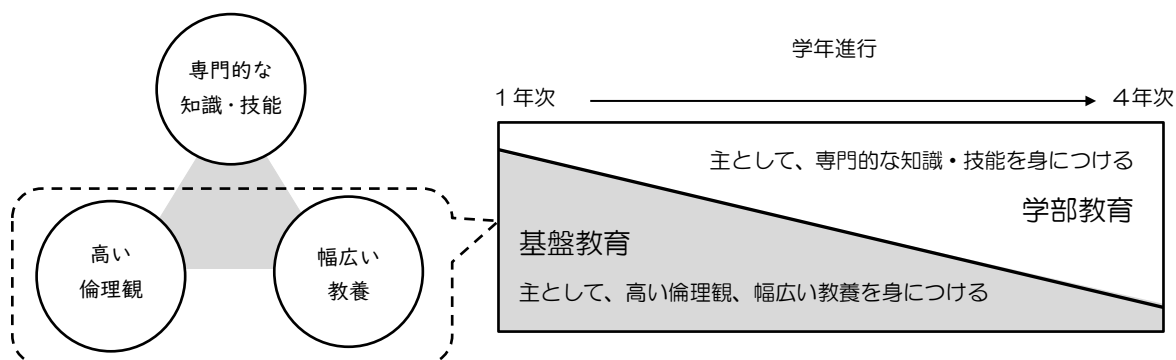 専門的な
知識・技能
高い
倫理観
幅広い
教養
学年進行
1年次
4年次
主として、専門的な知識・技能を身につける
学部教育
基盤教育
主として、高い倫理観、幅広い教養を身につける